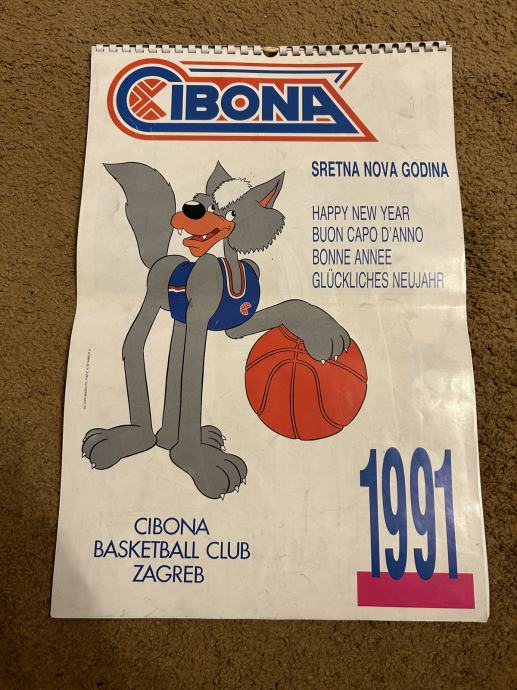 CIBONA
SRETNA NOVA GODINA
HAPPY NEW YEAR
BUON CAPO D'ANNO
BONNE ANNEE
GLÜCKLICHES NEUJAHR
CIBONA
BASKETBALL CLUB
ZAGREB
1991